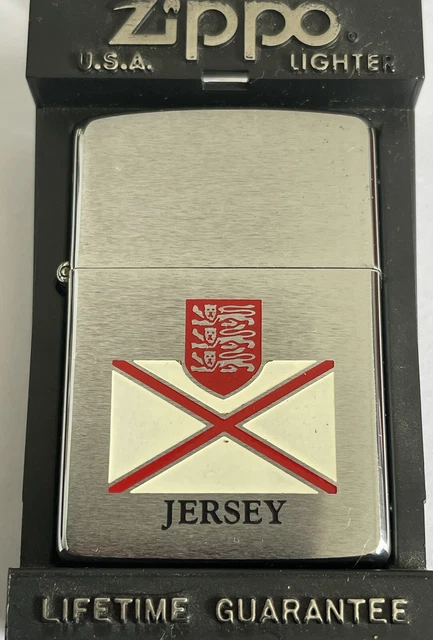 Zippo®
U.S.A. LIGHTER
JERSEY
LIFETIME GUARANTEE